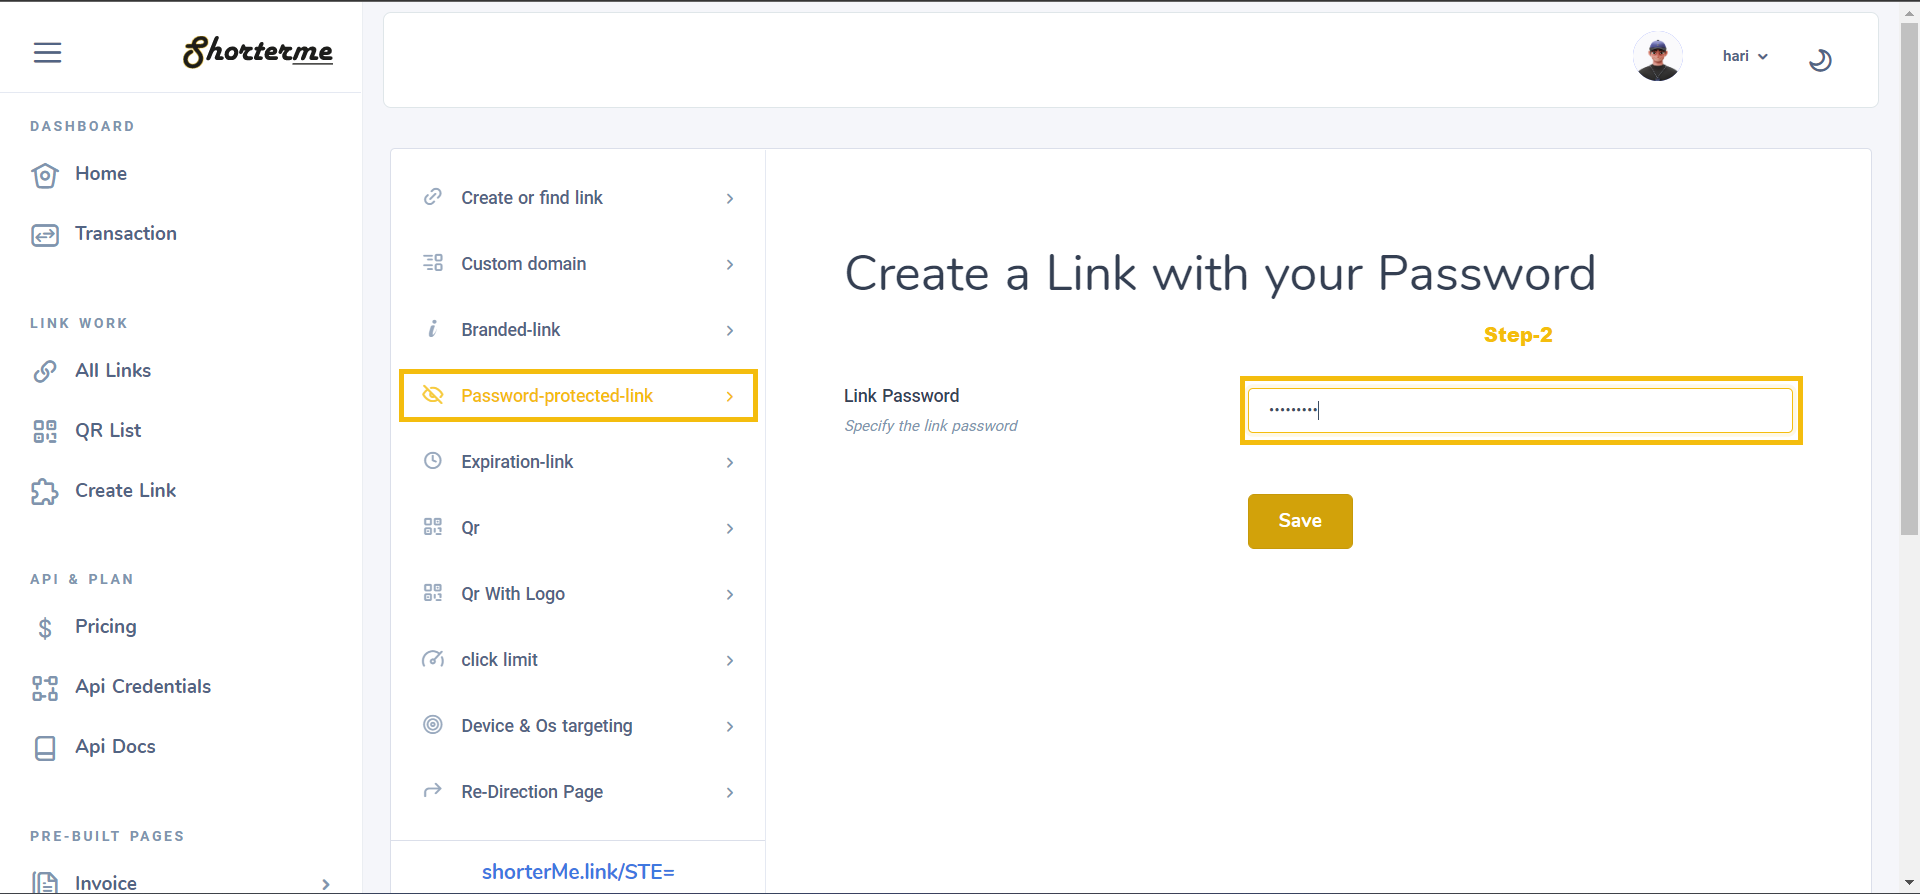 Shorterme
hari
DASHBOARD
Home
Transaction
LINK WORK
All Links
QR List
Create Link
API & PLAN
Pricing
Api Credentials
Api Docs
PRE-BUILT PAGES
Invoice
Create or find link
Custom domain
Branded-link
Password-protected-link
Expiration-link
Qr
Qr With Logo
click limit
Device & Os targeting
Re-Direction Page
shorterMe.link/STE=
Create a Link with your Password
Step-2
Link Password
Specify the link password
•••••••••
Save